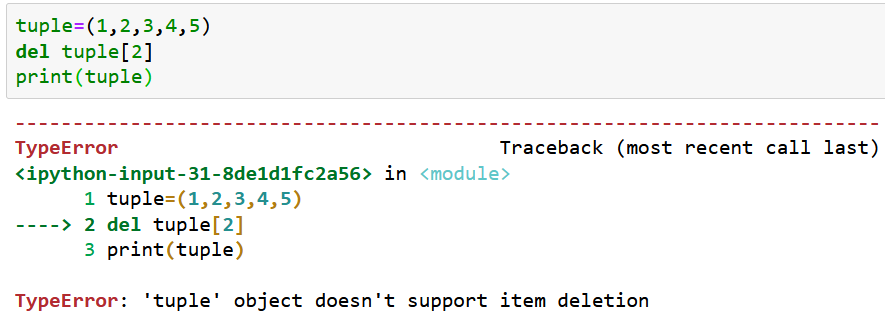 tuple=(1,2,3,4,5)
del tuple[2]
print(tuple)
---------------------------------------------------------------------------
TypeError                                 Traceback (most recent call last)
<ipython-input-31-8de1d1fc2a56> in <module>
      1 tuple=(1,2,3,4,5)
----> 2 del tuple[2]
      3 print(tuple)
TypeError: 'tuple' object doesn't support item deletion